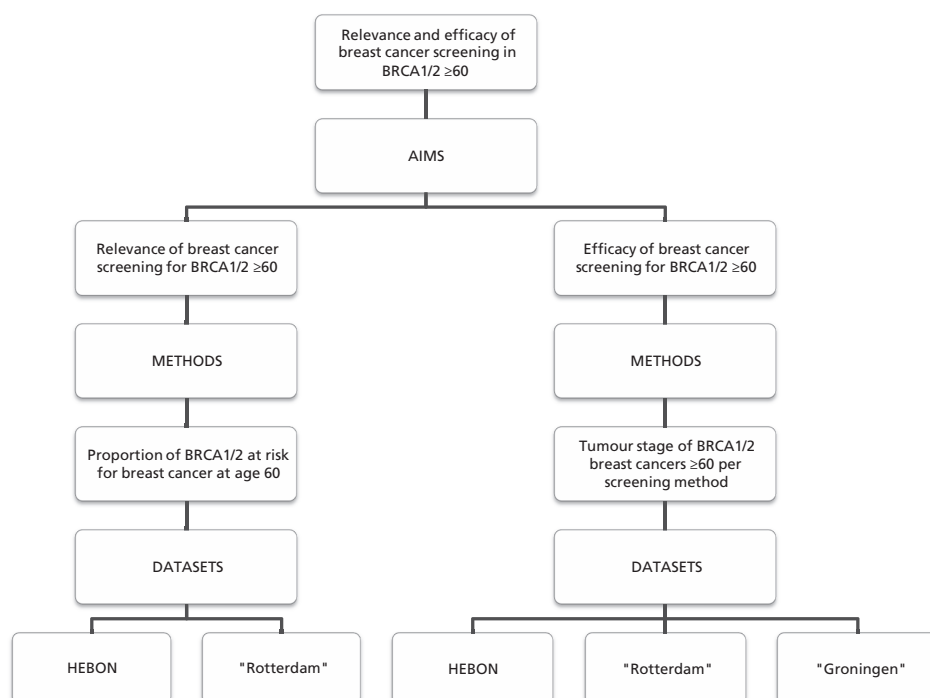 Relevance and efficacy of
breast cancer screening in
BRCA1/2 ≥60
AIMS
Relevance of breast cancer
screening for BRCA1/2 ≥60
Efficacy of breast cancer
screening for BRCA1/2 ≥60
METHODS
METHODS
Proportion of BRCA1/2 at risk
for breast cancer at age 60
Tumour stage of BRCA1/2
breast cancers ≥60 per
screening method
DATASETS
DATASETS
HEBON
"Rotterdam"
HEBON
"Rotterdam"
"Groningen"